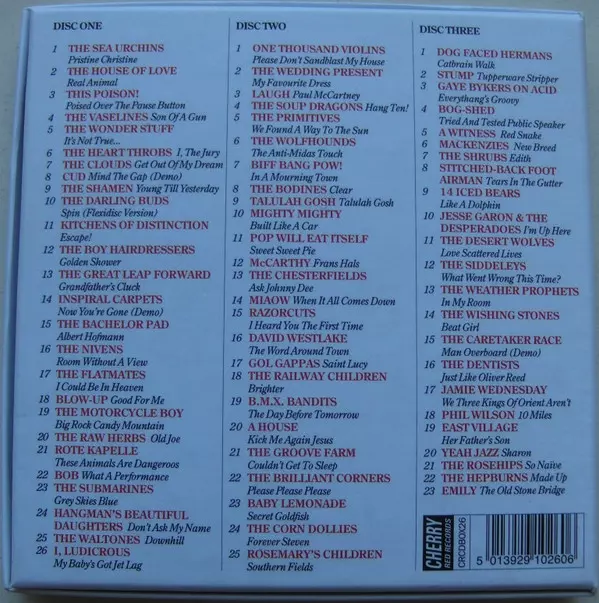 DISC ONE
1 THE SEA URCHINS
Pristine Christine
2 THE HOUSE OF LOVE
Real Animal
3 THIS POISON!
Poised Over The Pause Button
4 THE VASELINES Son Of A Gun
5 THE WONDER STUFF
It's Not True...
6 THE HEART THROBS I, The Jury
7 THE CLOUDS Get Out Of My Dream
8 CUD Mind The Gap (Demo)
9 THE SHAMEN Young Till Yesterday
10 THE DARLING BUDS
Spin (Flexidisc Version)
11 KITCHENS OF DISTINCTION
Escape!
12 THE BOY HAIRDRESSERS
Golden Shower
13 THE GREAT LEAP FORWARD
Grandfather's Cluck
14 INSPIRAL CARPETS
Now You're Gone (Demo)
15 THE BACHELOR PAD
Albert Hofmann
16 THE NIVENS
Room Without A View
17 THE FLATMATES
I Could Be In Heaven
18 BLOW-UP Good For Me
19 THE MOTORCYCLE BOY
Big Rock Candy Mountain
20 THE RAW HERBS Old Joe
21 ROTE KAPELLE
These Animals Are Dangeroos
22 BOB What A Performance
23 THE SUBMARINES
Grey Skies Blue
24 HANGMAN'S BEAUTIFUL
DAUGHTERS Don't Ask My Name
25 THE WALTONES Downhill
26 I, LUDICROUS
My Baby's Got Jet Lag
DISC TWO
1 ONE THOUSAND VIOLINS
Please Don't Sandblast My House
2 THE WEDDING PRESENT
My Favourite Dress
3 LAUGH Paul McCartney
4 THE SOUP DRAGONS Hang Ten!
5 THE PRIMITIVES
We Found A Way To The Sun
6 THE WOLFHOUNDS
The Anti-Midas Touch
7 BIFF BANG POW!
In A Mourning Town
8 THE BODINES Clear
9 TALULAH GOSH Talulah Gosh
10 MIGHTY MIGHTY
Built Like A Car
11 POP WILL EAT ITSELF
Sweet Sweet Pie
12 McCARTHY Frans Hals
13 THE CHESTERFIELDS
Ask Johnny Dee
14 MIAOW When It All Comes Down
15 RAZORCUTS
I Heard You The First Time
16 DAVID WESTLAKE
The Word Around Town
17 GOL GAPPAS Saint Lucy
18 THE RAILWAY CHILDREN
Brighter
19 B.M.X. BANDITS
The Day Before Tomorrow
20 A HOUSE
Kick Me Again Jesus
21 THE GROOVE FARM
Couldn't Get To Sleep
22 THE BRILLIANT CORNERS
Please Please Please
23 BABY LEMONADE
Secret Goldfish
24 THE CORN DOLLIES
Forever Steven
25 ROSEMARY'S CHILDREN
Southern Fields
DISC THREE
1 DOG FACED HERMANS
Catbrain Walk
2 STUMP Tupperware Stripper
3 GAYE BYKERS ON ACID
Everythang's Groovy
4 BOG-SHED
Tried And Tested Public Speaker
5 A WITNESS Red Snake
6 MACKENZIES New Breed
7 THE SHRUBS Edith
8 STITCHED-BACK FOOT
AIRMAN Tears In The Gutter
9 14 ICED BEARS
Like A Dolphin
10 JESSE GARON & THE
DESPERADOES I'm Up Here
11 THE DESERT WOLVES
Love Scattered Lives
12 THE SIDDELEYS
What Went Wrong This Time?
13 THE WEATHER PROPHETS
In My Room
14 THE WISHING STONES
Beat Girl
15 THE CARETAKER RACE
Man Overboard (Demo)
16 THE DENTISTS
Just Like Oliver Reed
17 JAMIE WEDNESDAY
We Three Kings Of Orient Aren't
18 PHIL WILSON 10 Miles
19 EAST VILLAGE
Her Father's Son
20 YEAH JAZZ Sharon
21 THE ROSEHIPS So Naive
22 THE HEPBURNS Made Up
23 EMILY The Old Stone Bridge
CHERRY
RED RECORDS
CRCDBOX26
5 013929 102606